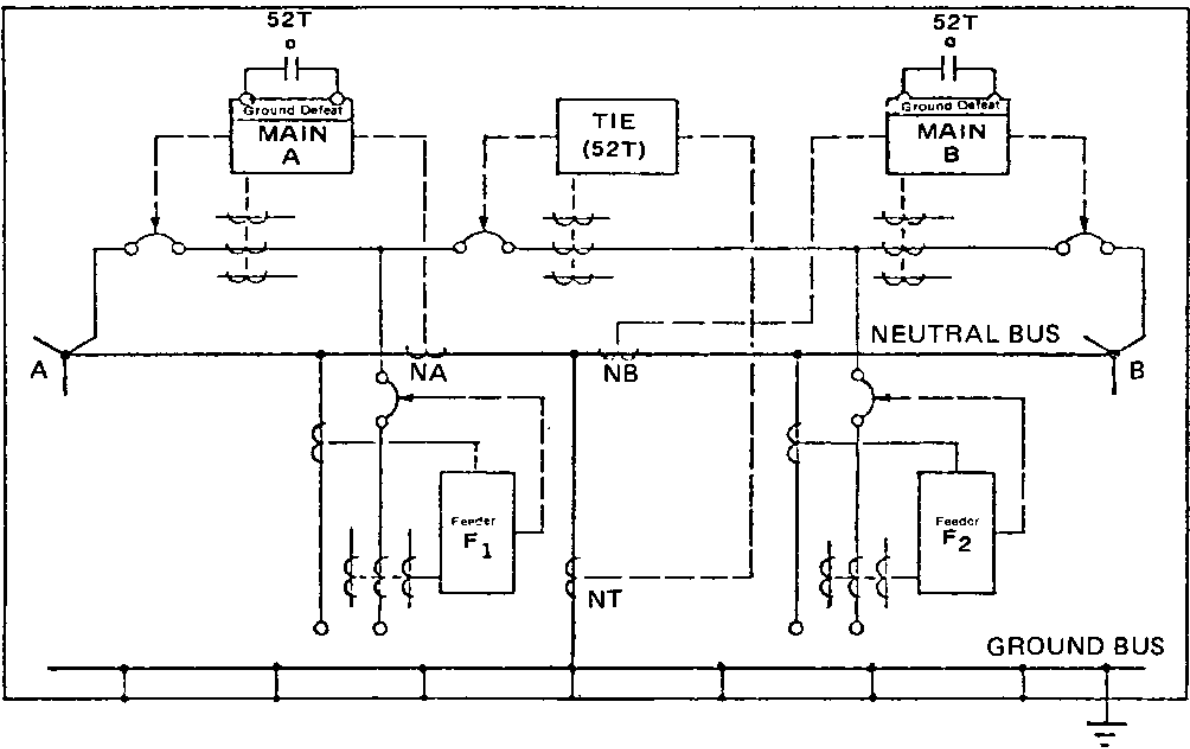 52T
52T
Ground Defeat
MAIN
A
TIE
(52T)
Ground Defeat
MAIN
B
NEUTRAL BUS
A
NA
NB
B
Feeder
F1
Feeder
F2
NT
GROUND BUS